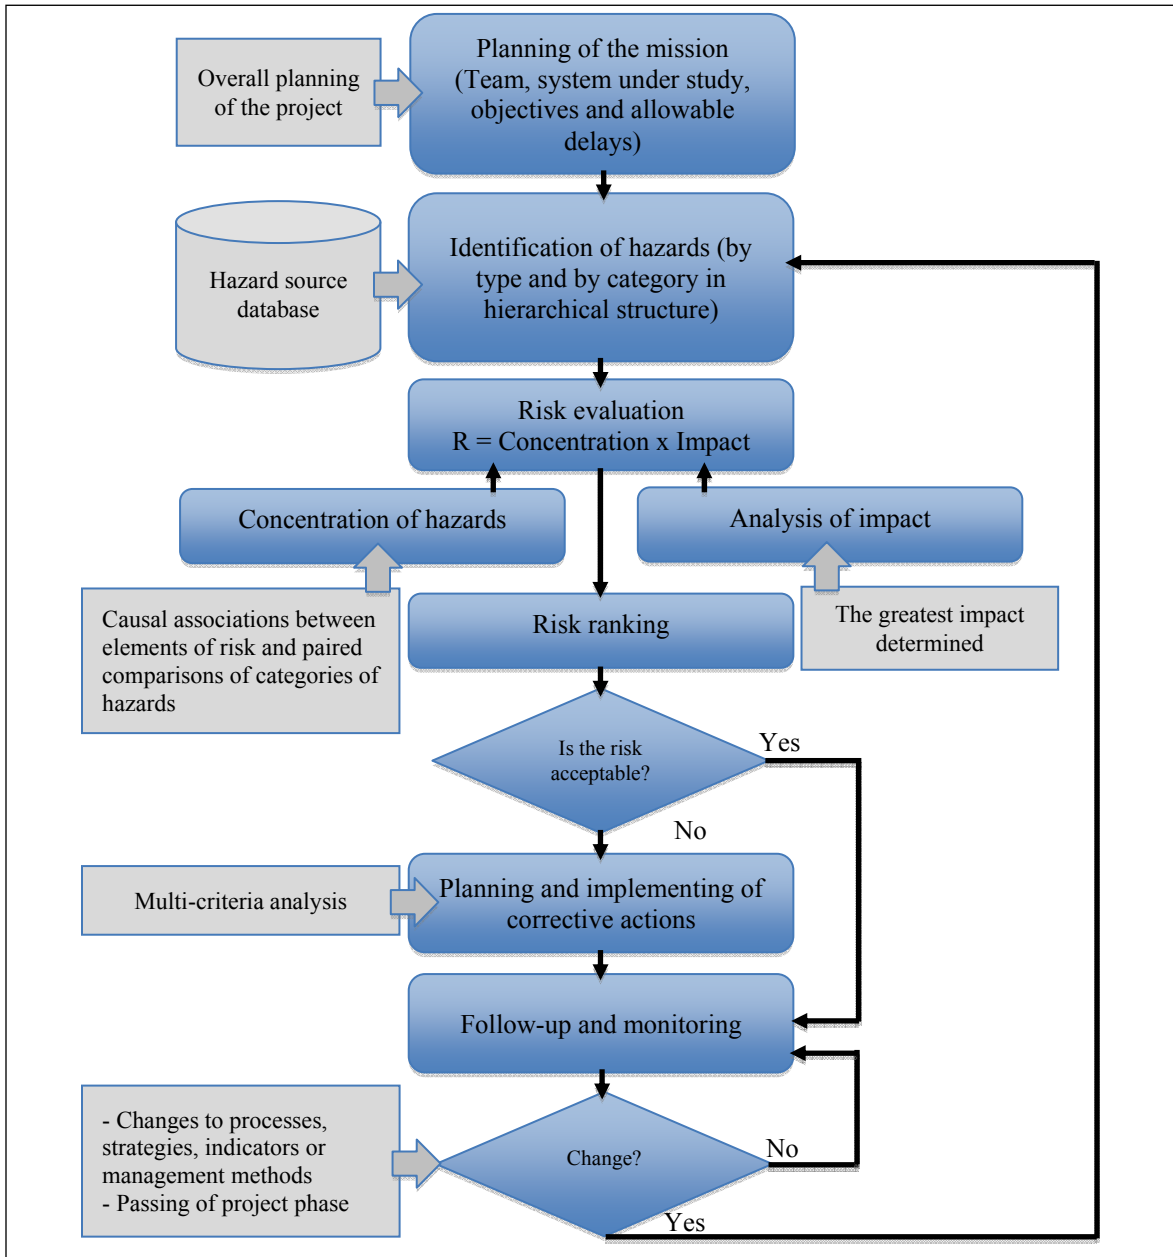 Planning of the mission
(Team, system under study,
objectives and allowable
delays)
Overall planning
of the project
Identification of hazards (by
type and by category in
hierarchical structure)
Hazard source
database
Risk evaluation
R = Concentration x Impact
Concentration of hazards
Analysis of impact
Causal associations between
elements of risk and paired
comparisons of categories of
hazards
Risk ranking
The greatest impact
determined
Is the risk
acceptable?
Yes
No
Multi-criteria analysis
Planning and implementing of
corrective actions
Follow-up and monitoring
- Changes to processes,
strategies, indicators or
management methods
- Passing of project phase
Change?
No
Yes